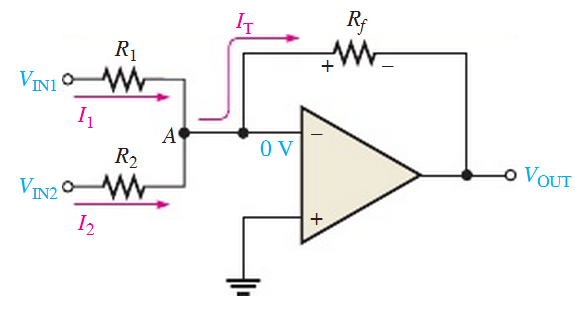 I_T
R_f
R_1
+
−
V_IN1
I_1
A
0 V
−
R_2
V_IN2
V_OUT
+
I_2